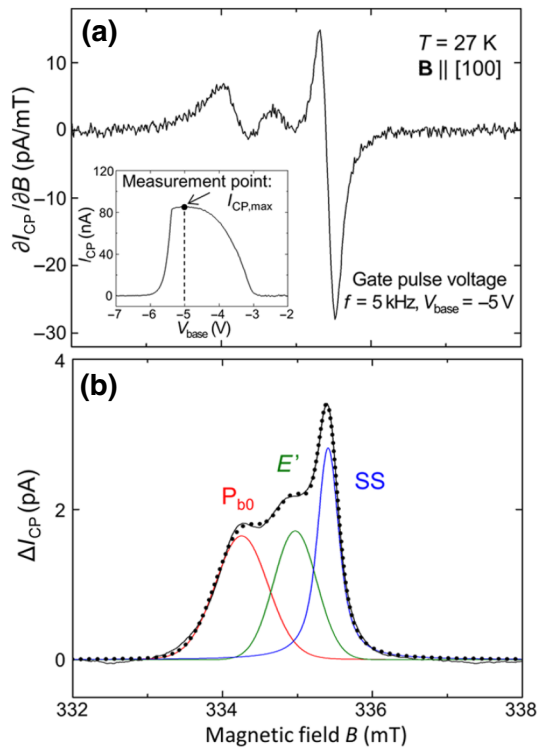 (a)
15
10
0
−10
−20
−30
∂I_CP/∂B (pA/mT)
T = 27 K
B || [100]
Measurement point:
I_CP,max
120
80
40
0
I_CP (nA)
−7 −6 −5 −4 −3 −2
V_base (V)
Gate pulse voltage
f = 5 kHz, V_base = −5 V
(b)
4
2
0
ΔI_CP (pA)
P_b0
E’
SS
332 334 336 338
Magnetic field B (mT)